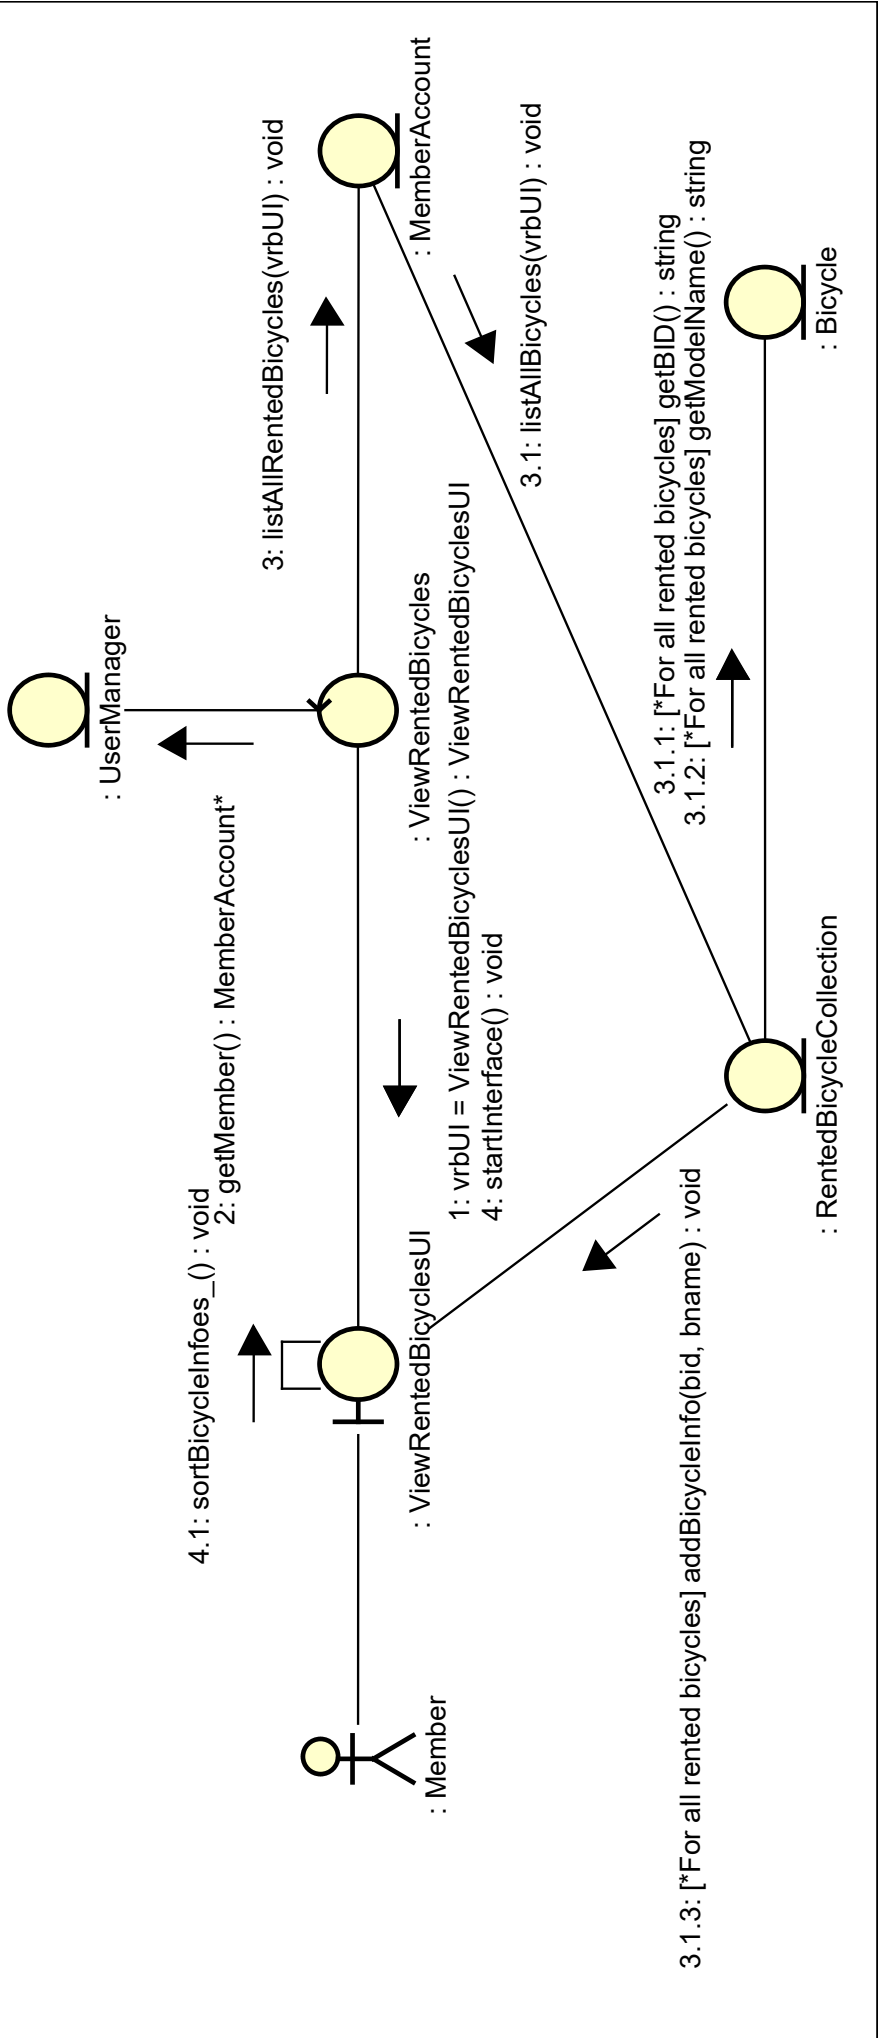 : UserManager
3: listAllRentedBicycles(vrbUI) : void
: MemberAccount
2: getMember() : MemberAccount*
4.1: sortBicycleInfoes_() : void
: Member
: ViewRentedBicyclesUI
: ViewRentedBicycles
1: vrbUI = ViewRentedBicyclesUI() : ViewRentedBicyclesUI
4: startInterface() : void
3.1: listAllBicycles(vrbUI) : void
3.1.1: [*For all rented bicycles] getBID() : string
3.1.2: [*For all rented bicycles] getModelName() : string
3.1.3: [*For all rented bicycles] addBicycleInfo(bid, bname) : void
: RentedBicycleCollection
: Bicycle